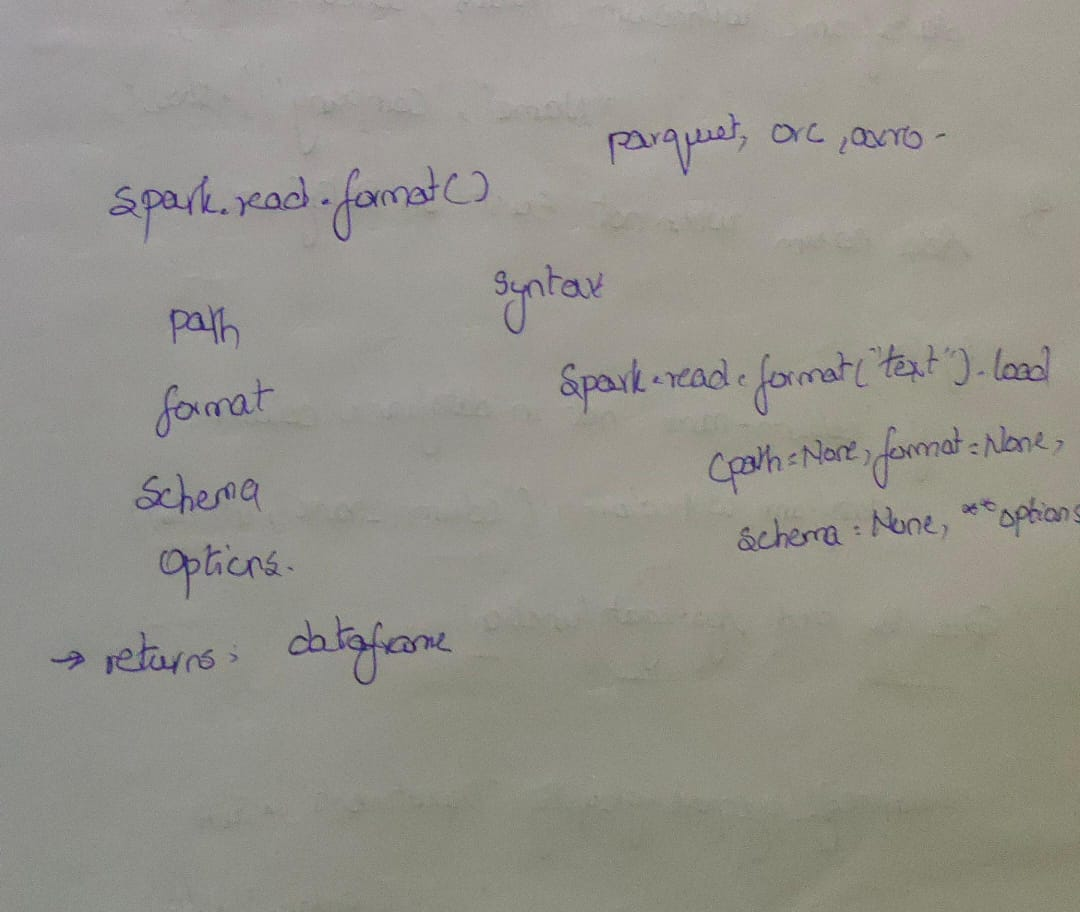 parquet, orc, avro -
spark.read.format()
Syntax
path
Spark.read.format("text").load
format
(path=None, format=None,
Schema
schema = None, **options
Options.
→ returns: dataframe